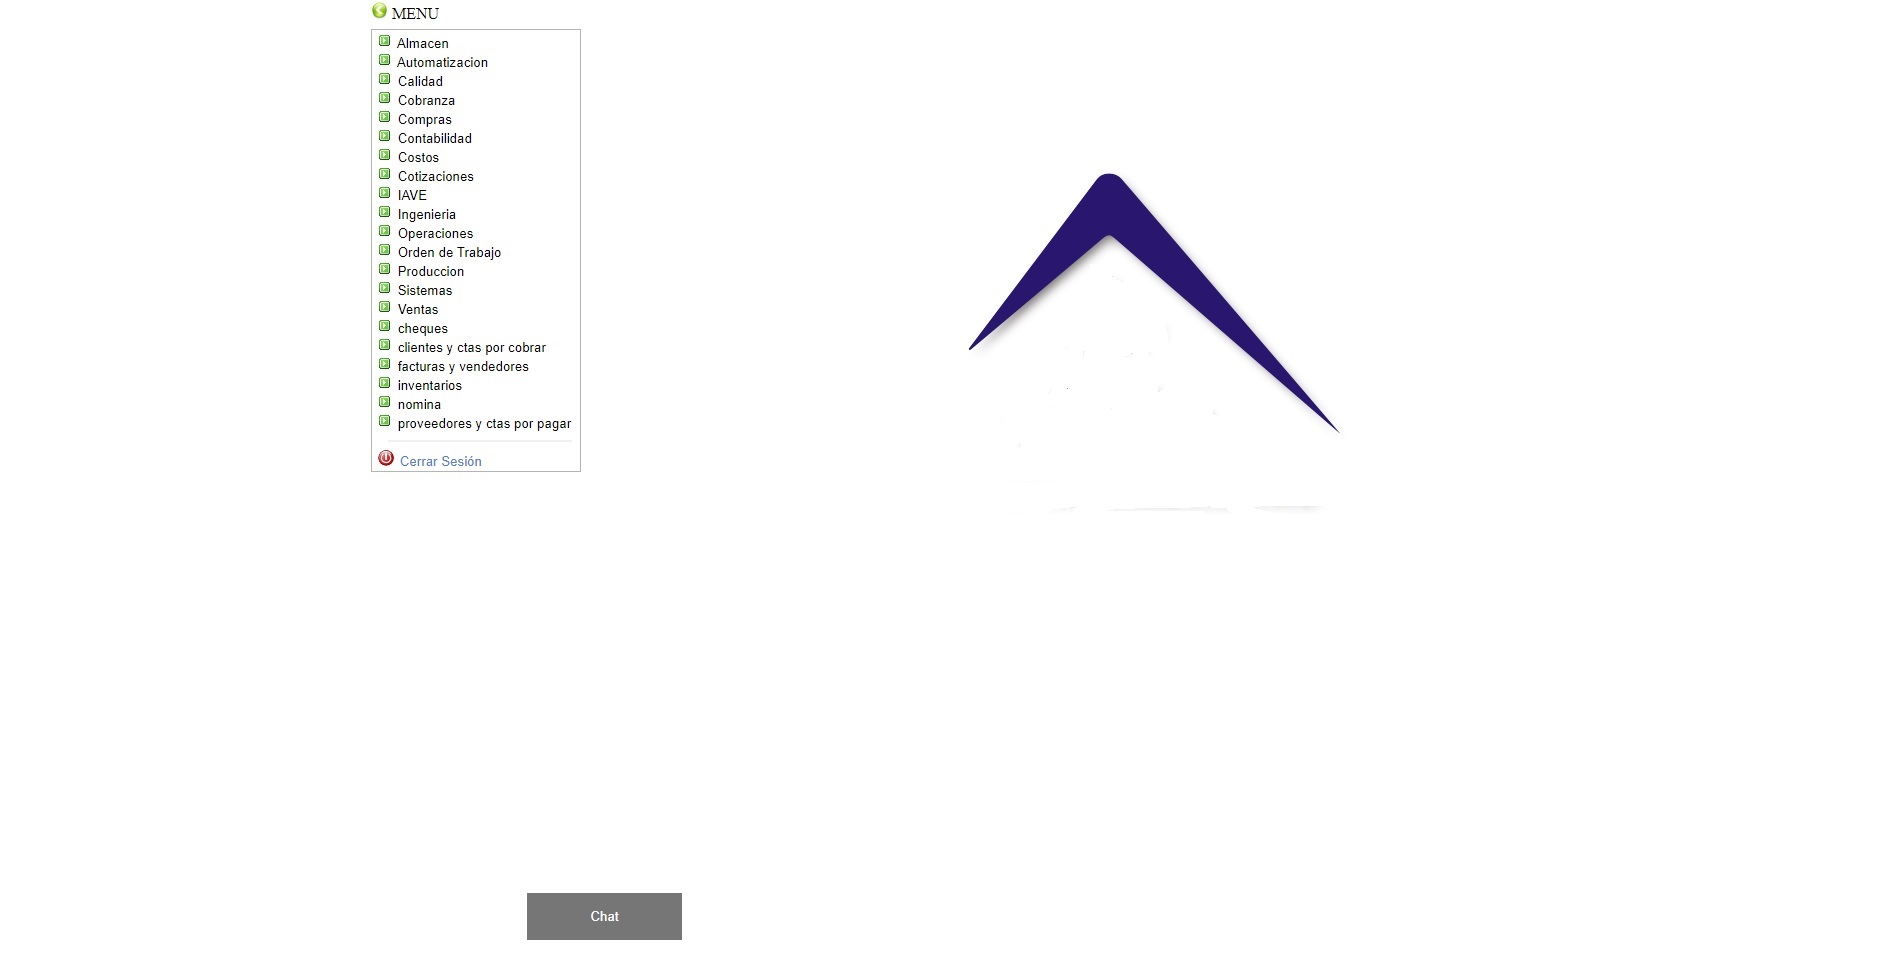 MENU
Almacen
Automatizacion
Calidad
Cobranza
Compras
Contabilidad
Costos
Cotizaciones
IAVE
Ingenieria
Operaciones
Orden de Trabajo
Produccion
Sistemas
Ventas
cheques
clientes y ctas por cobrar
facturas y vendedores
inventarios
nomina
proveedores y ctas por pagar
Cerrar Sesión
Chat